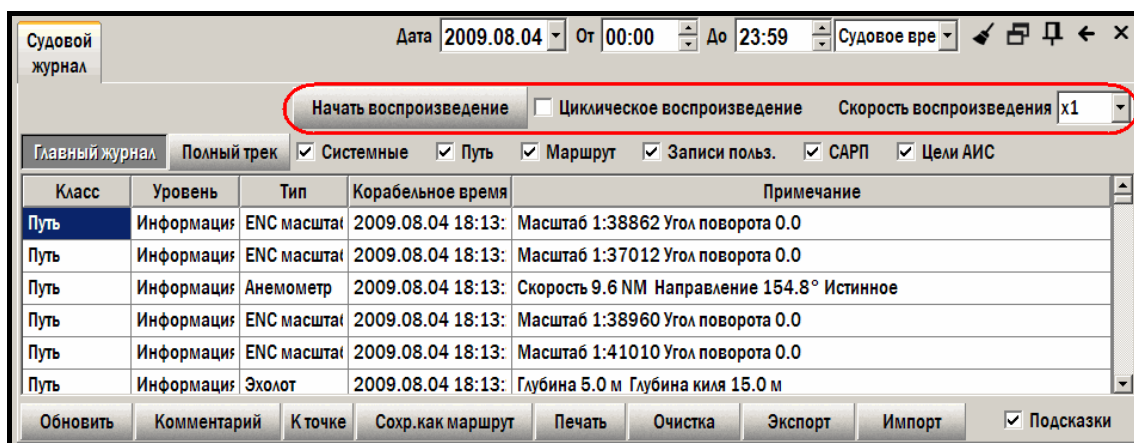 Судовой журнал
Дата 2009.08.04 От 00:00 До 23:59 Судовое вре
Начать воспроизведение Циклическое воспроизведение Скорость воспроизведения x1
Главный журнал Полный трек Системные Путь Маршрут Записи польз. САРП Цели АИС
Класс Уровень Тип Корабельное время Примечание
Путь Информация ENC масштаб 2009.08.04 18:13: Масштаб 1:38862 Угол поворота 0.0
Путь Информация ENC масштаб 2009.08.04 18:13: Масштаб 1:37012 Угол поворота 0.0
Путь Информация Анемометр 2009.08.04 18:13: Скорость 9.6 NM Направление 154.8° Истинное
Путь Информация ENC масштаб 2009.08.04 18:13: Масштаб 1:38960 Угол поворота 0.0
Путь Информация ENC масштаб 2009.08.04 18:13: Масштаб 1:41010 Угол поворота 0.0
Путь Информация Эхолот 2009.08.04 18:13: Глубина 5.0 м Глубина киля 15.0 м
Обновить Комментарий К точке Сохр.как маршрут Печать Очистка Экспорт Импорт Подсказки